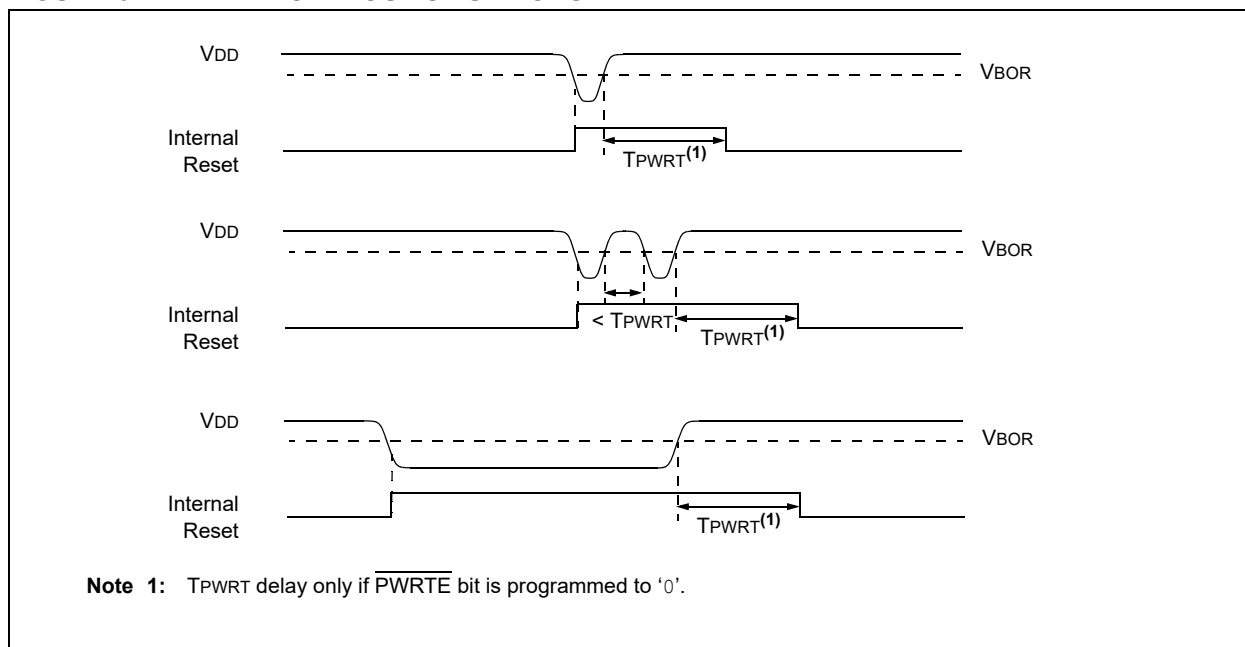 VDD
VBOR
Internal
Reset
TPWRT(1)
VDD
VBOR
Internal
Reset
< TPWRT
TPWRT(1)
VDD
VBOR
Internal
Reset
TPWRT(1)
Note 1: TPWRT delay only if PWRTE bit is programmed to ‘0’.